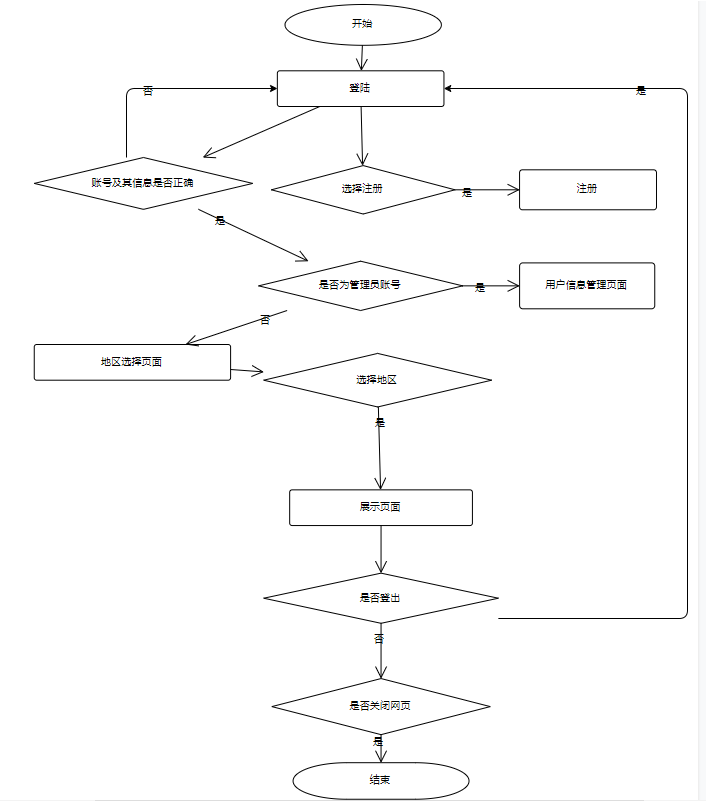 开始
登陆
否
是
账号及其信息是否正确
选择注册
是
注册
是
是否为管理员账号
是
用户信息管理页面
否
地区选择页面
选择地区
是
展示页面
是否登出
否
是否关闭网页
是
结束